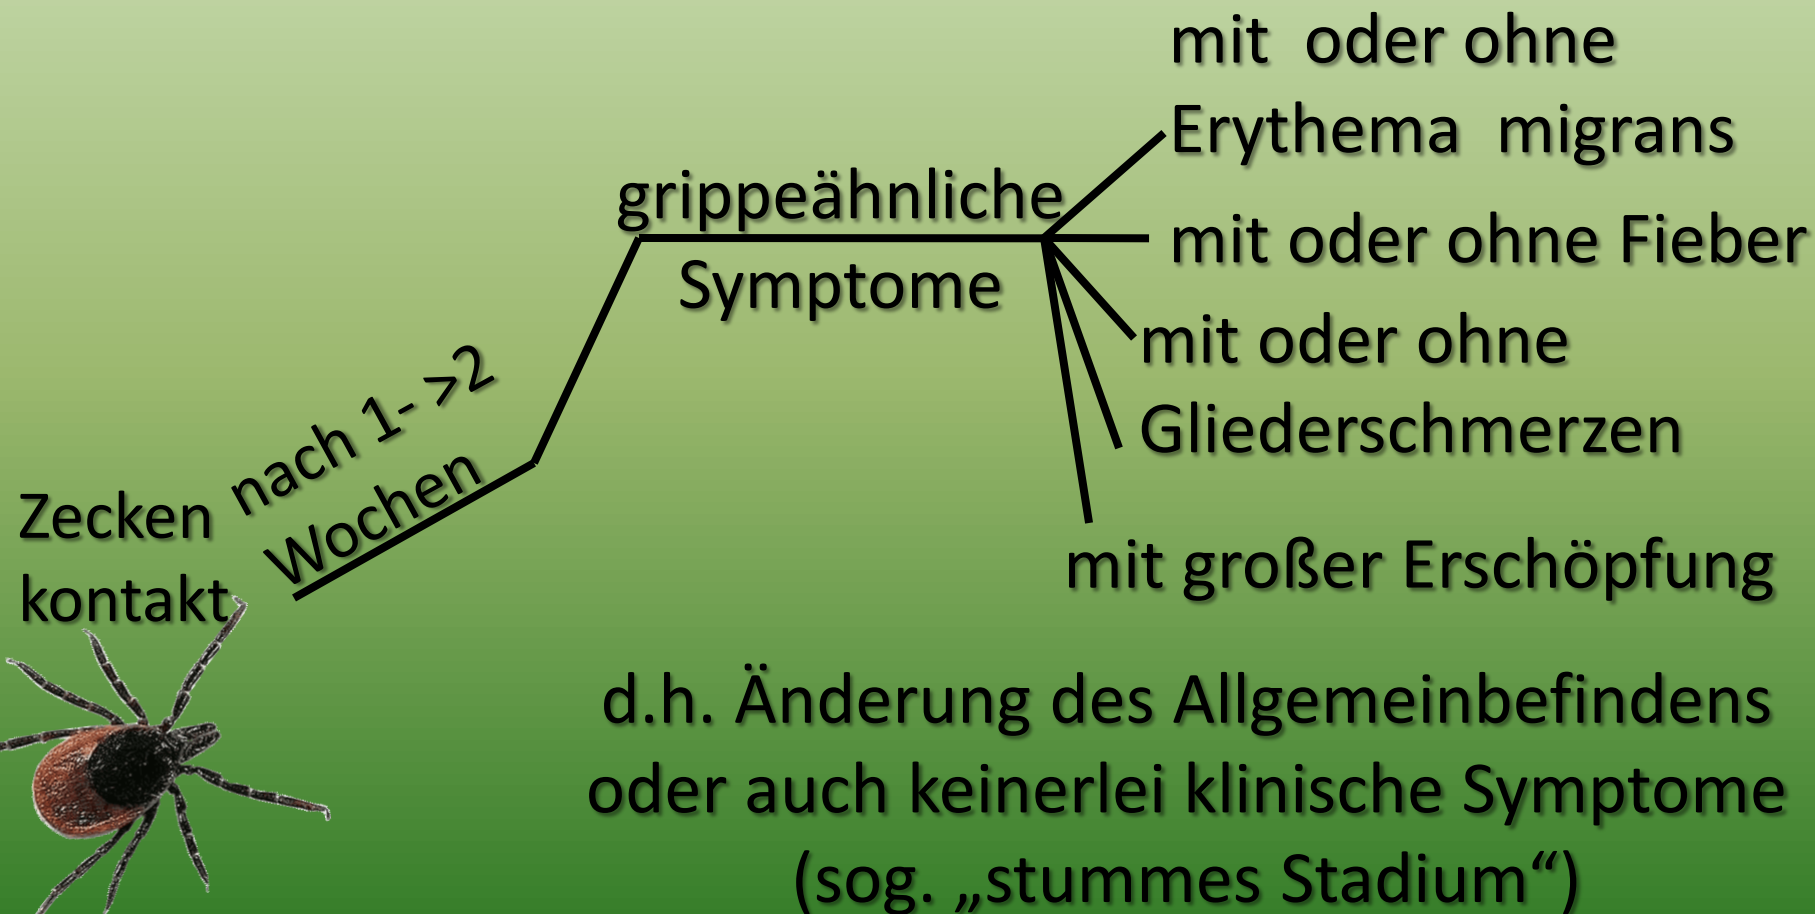 Zecken
kontakt
nach 1- >2
Wochen
grippeähnliche
Symptome
mit  oder ohne
Erythema  migrans
mit oder ohne Fieber
mit oder ohne
Gliederschmerzen
mit großer Erschöpfung
d.h. Änderung des Allgemeinbefindens
oder auch keinerlei klinische Symptome
(sog. „stummes Stadium“)